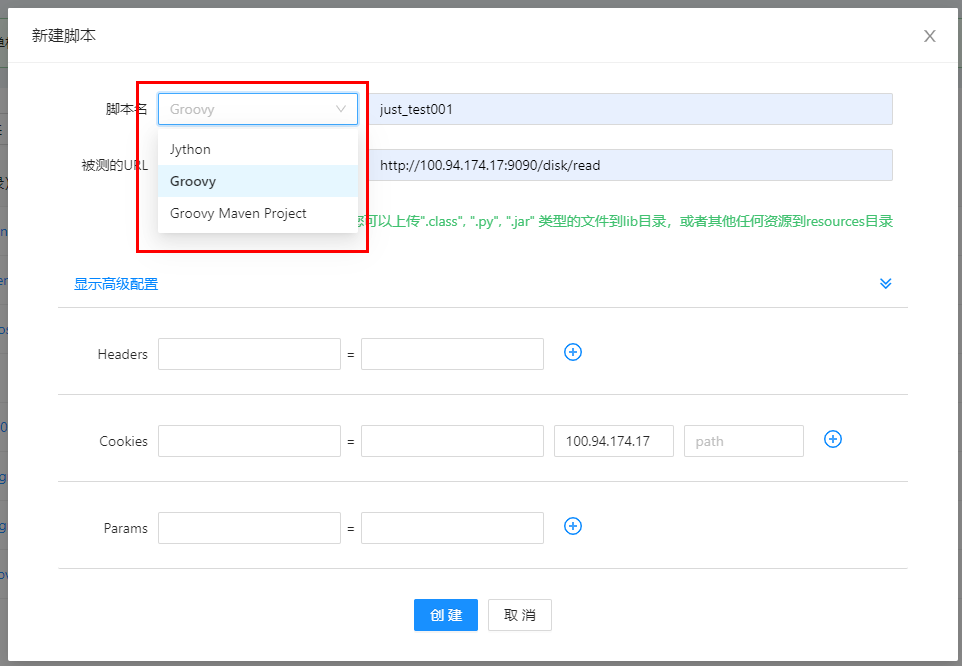 新建脚本
脚本名 Groovy just_test001
Jython
被测的URL http://100.94.174.17:9090/disk/read
Groovy
Groovy Maven Project
您可以上传".class", ".py", ".jar" 类型的文件到lib目录，或者其他任何资源到resources目录
显示高级配置
Headers =
Cookies = 100.94.174.17 path
Params =
创 建 取 消